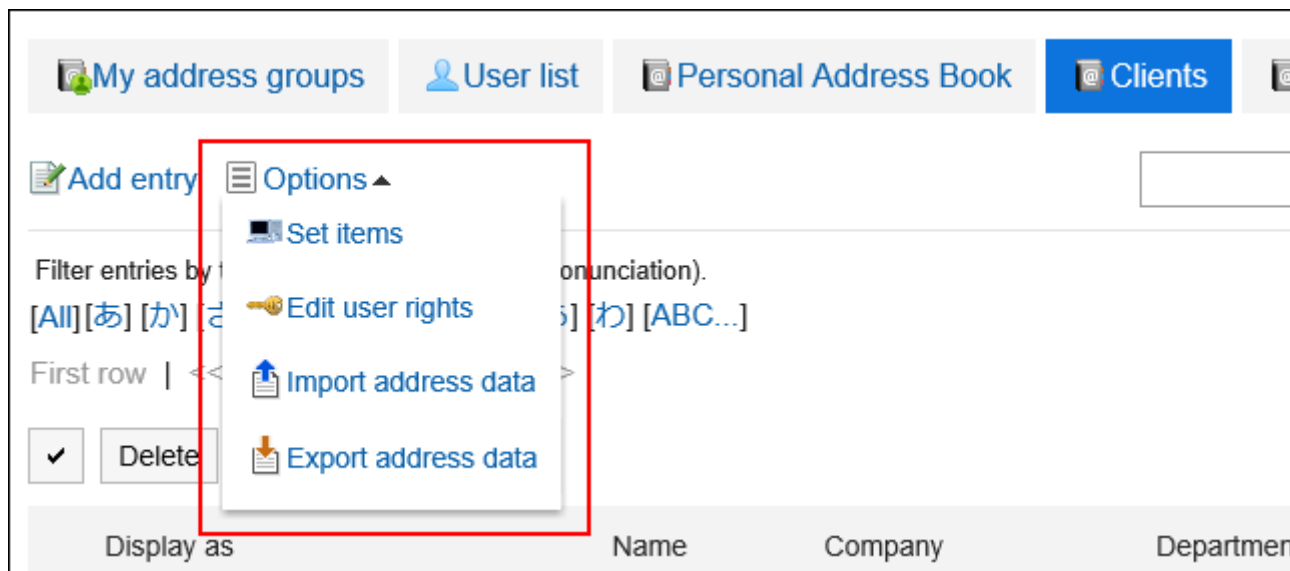 My address groups User list Personal Address Book Clients
Add entry Options
Set items
Filter entries by onunciation).
Edit user rights
[All] [あ] [か] [わ] [ABC...]
First row | <<
Import address data
Delete
Export address data
Display as Name Company Departmen